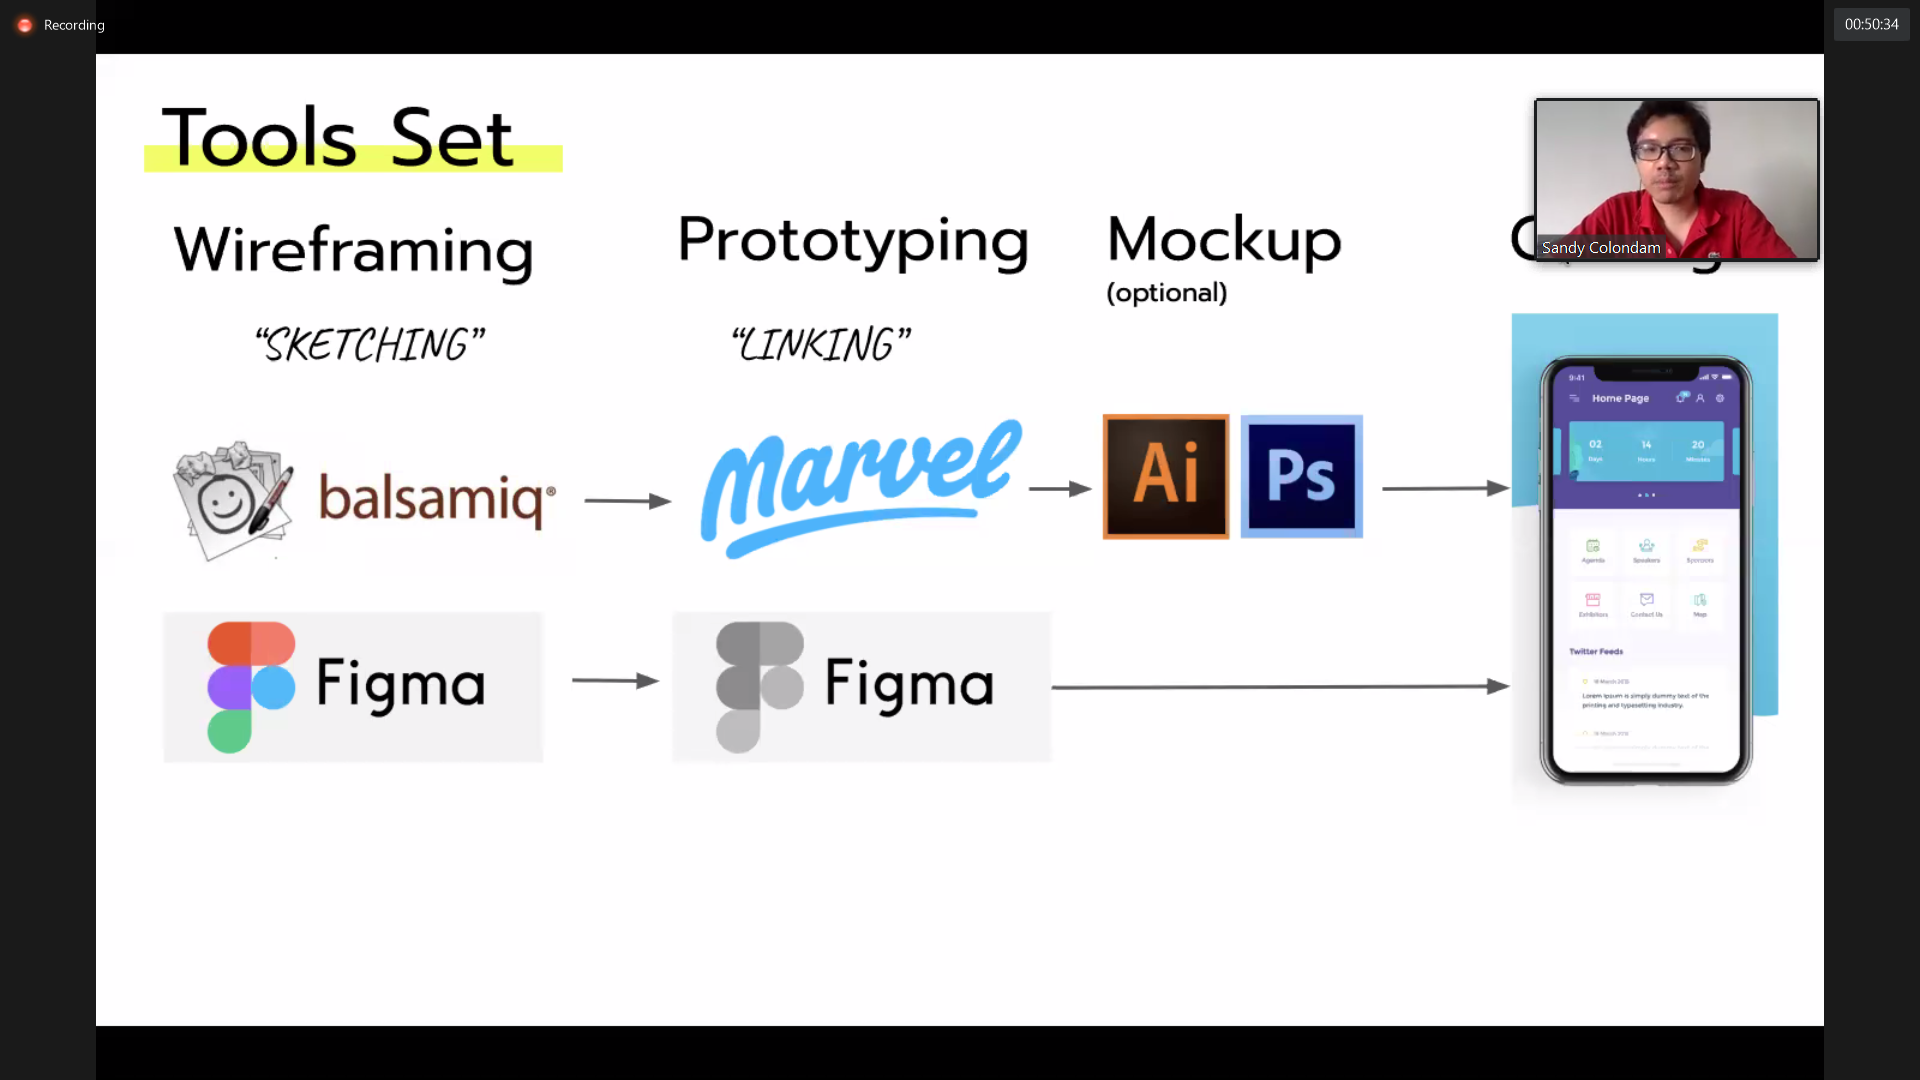 Recording
00:50:34
Tools Set
Wireframing
Prototyping
Mockup
(optional)
Sandy Colondam
“SKETCHING”
“LINKING”
balsamiq®
Marvel
Ai
Ps
Figma
Figma
9:41
Home Page
02
14
20
Days
Hours
Minutes
Agenda
Speakers
Sponsors
Exhibitors
Contact Us
Map
Twitter Feeds
Lorem Ipsum is simply dummy text of the
printing and typesetting industry.